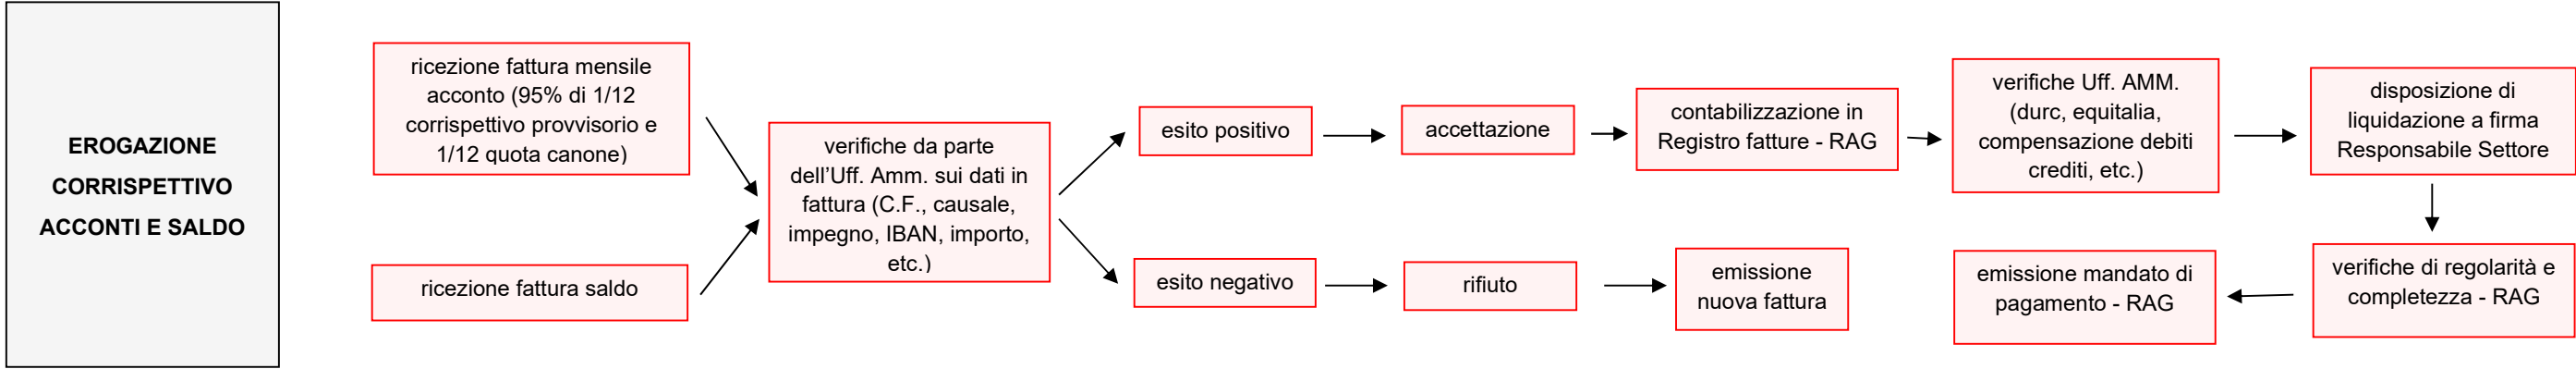 EROGAZIONE
CORRISPETTIVO
ACCONTI E SALDO
ricezione fattura mensile
acconto (95% di 1/12
corrispettivo provvisorio e
1/12 quota canone)
ricezione fattura saldo
verifiche da parte
dell'Uff. Amm. sui dati in
fattura (C.F., causale,
impegno, IBAN, importo,
etc.)
esito positivo
accettazione
contabilizzazione in
Registro fatture - RAG
verifiche Uff. AMM.
(durc, equitalia,
compensazione debiti
crediti, etc.)
disposizione di
liquidazione a firma
Responsabile Settore
esito negativo
rifiuto
emissione
nuova fattura
verifiche di regolarità e
completezza - RAG
emissione mandato di
pagamento - RAG